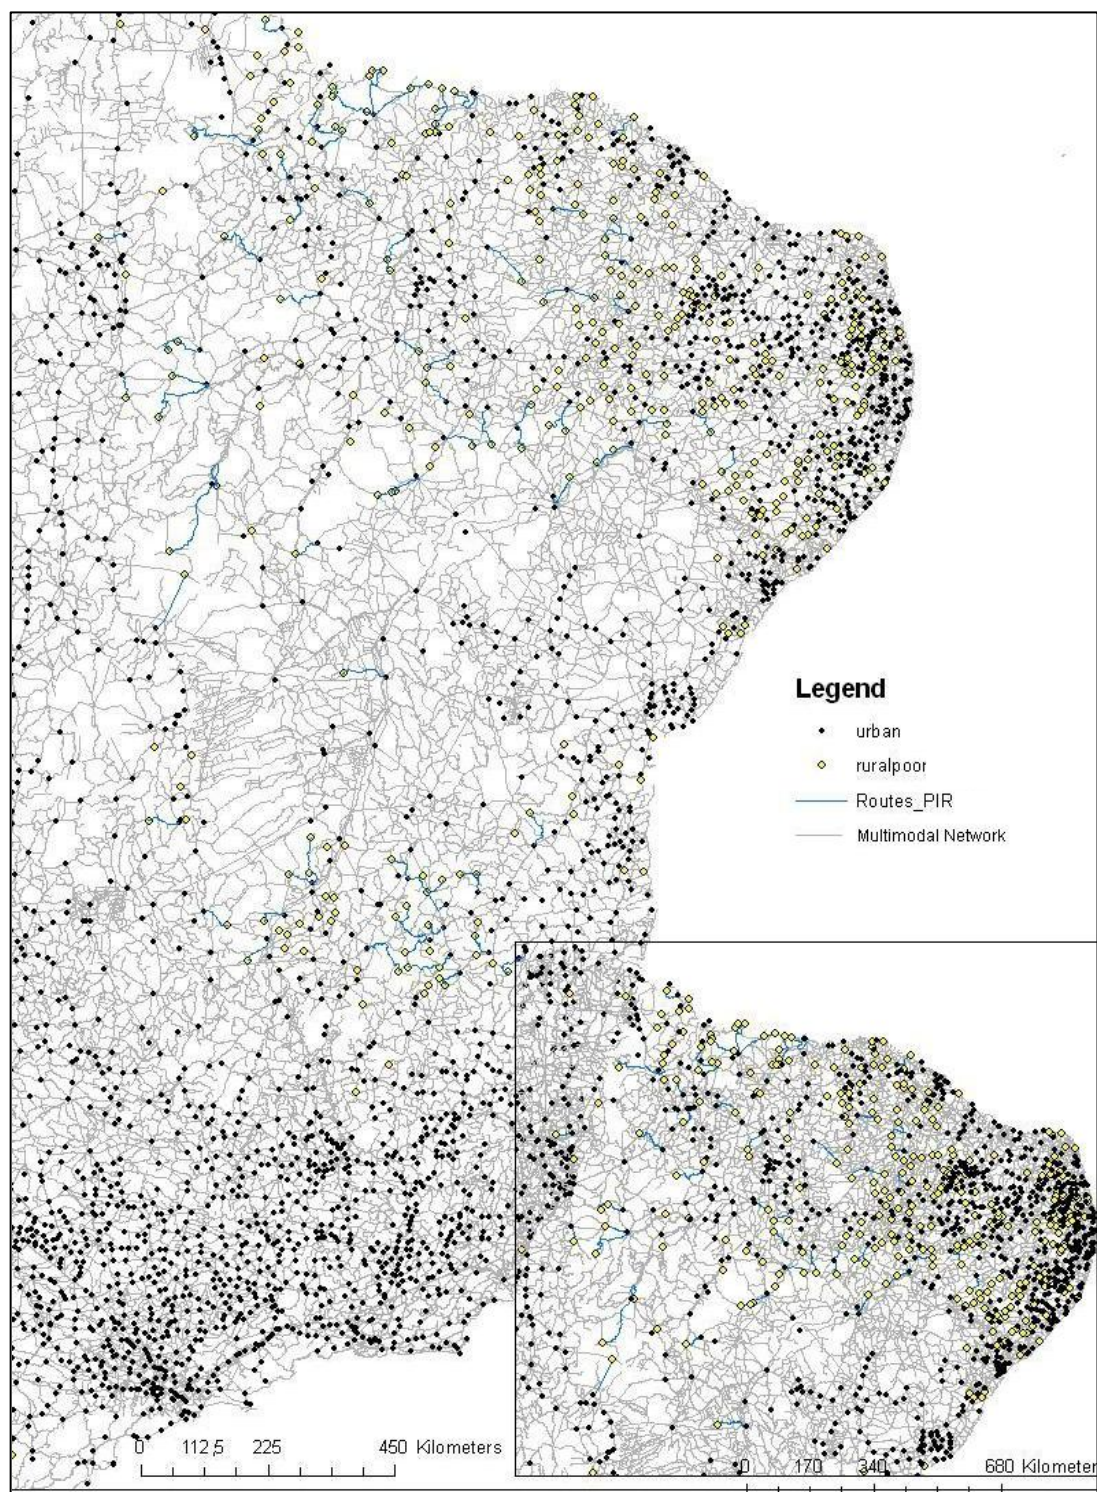 Legend
urban
ruralpoor
Routes_PIR
Multimodal Network
0 112,5 225 450 Kilometers
0 170 340 680 Kilometer